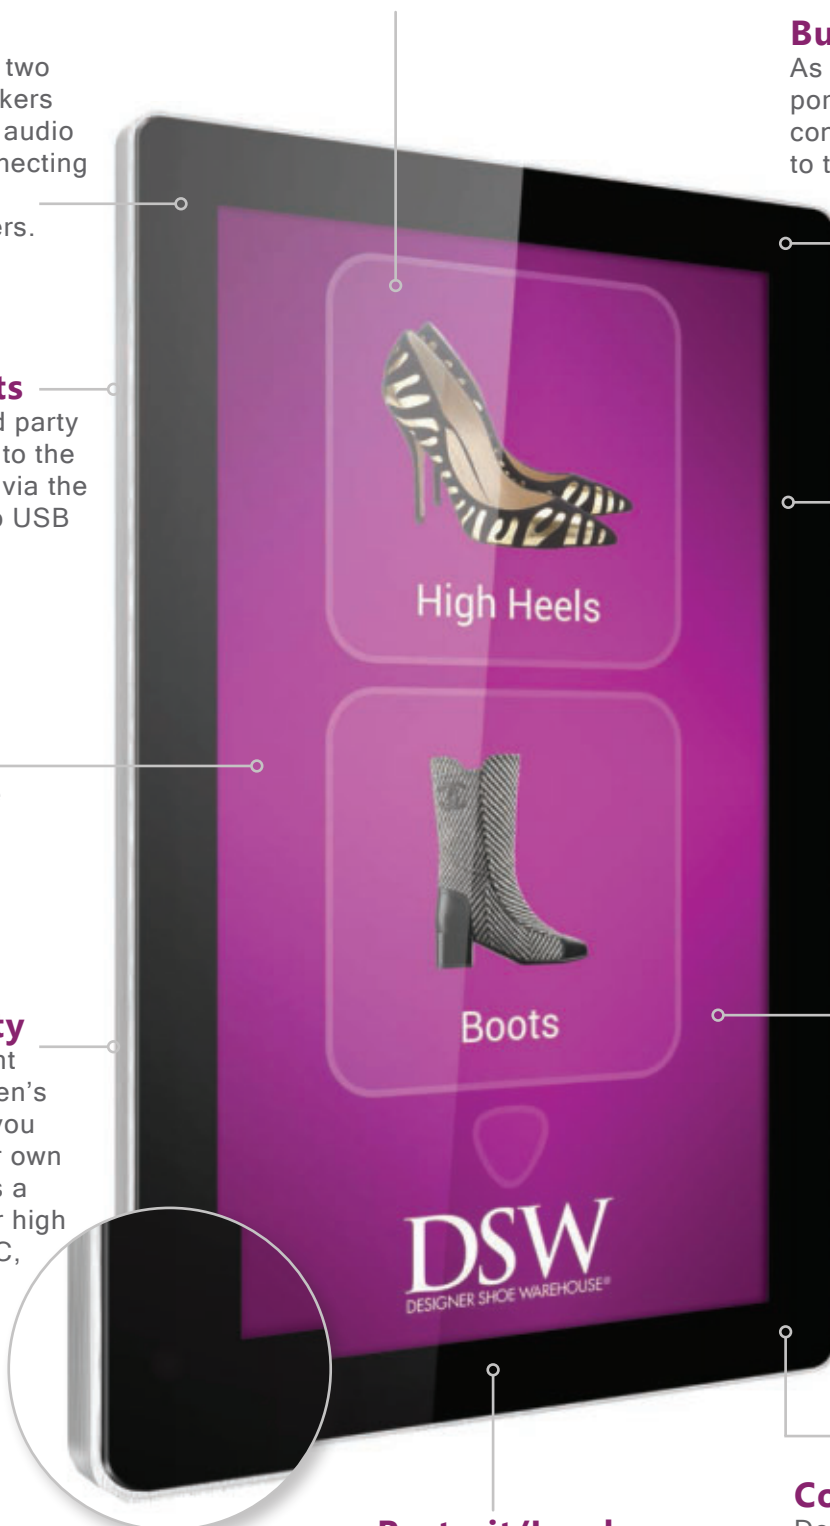 two
kers
audio
necting
ers.
ts
d party
to the
via the
o USB
ty
nt
en's
you
r own
s a
r high
C,
Bu
As
por
cor
to t
High Heels
Boots
DSW
DESIGNER SHOE WAREHOUSE®
Co